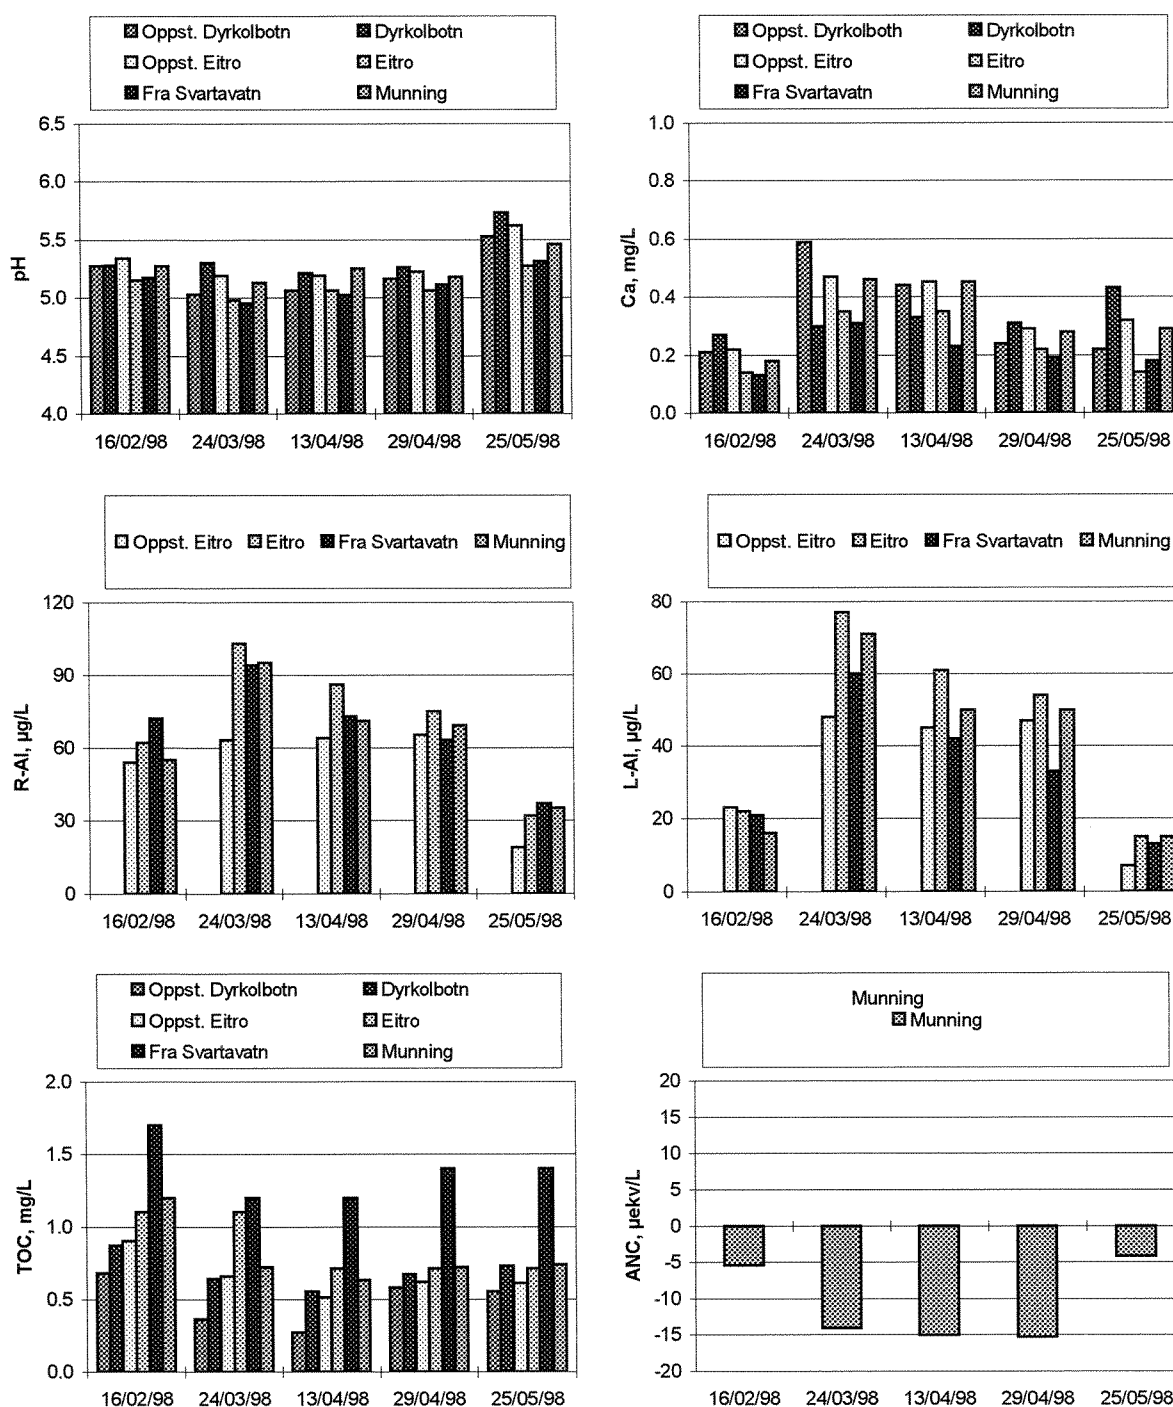 Oppst. Dyrkolbotn Dyrkolbotn
Oppst. Eitro Eitro
Fra Svartavatn Munning
pH
6.5
6.0
5.5
5.0
4.5
4.0
16/02/98 24/03/98 13/04/98 29/04/98 25/05/98
Oppst. Dyrkolbotn Dyrkolbotn
Oppst. Eitro Eitro
Fra Svartavatn Munning
Ca, mg/L
1.0
0.8
0.6
0.4
0.2
0.0
16/02/98 24/03/98 13/04/98 29/04/98 25/05/98
Oppst. Eitro Eitro Fra Svartavatn Munning
R-Al, µg/L
120
90
60
30
0
16/02/98 24/03/98 13/04/98 29/04/98 25/05/98
Oppst. Eitro Eitro Fra Svartavatn Munning
L-Al, µg/L
80
60
40
20
0
16/02/98 24/03/98 13/04/98 29/04/98 25/05/98
Oppst. Dyrkolbotn Dyrkolbotn
Oppst. Eitro Eitro
Fra Svartavatn Munning
TOC, mg/L
2.0
1.5
1.0
0.5
0.0
16/02/98 24/03/98 13/04/98 29/04/98 25/05/98
Munning
Munning
ANC, µekv/L
20
15
10
5
0
-5
-10
-15
-20
16/02/98 24/03/98 13/04/98 29/04/98 25/05/98